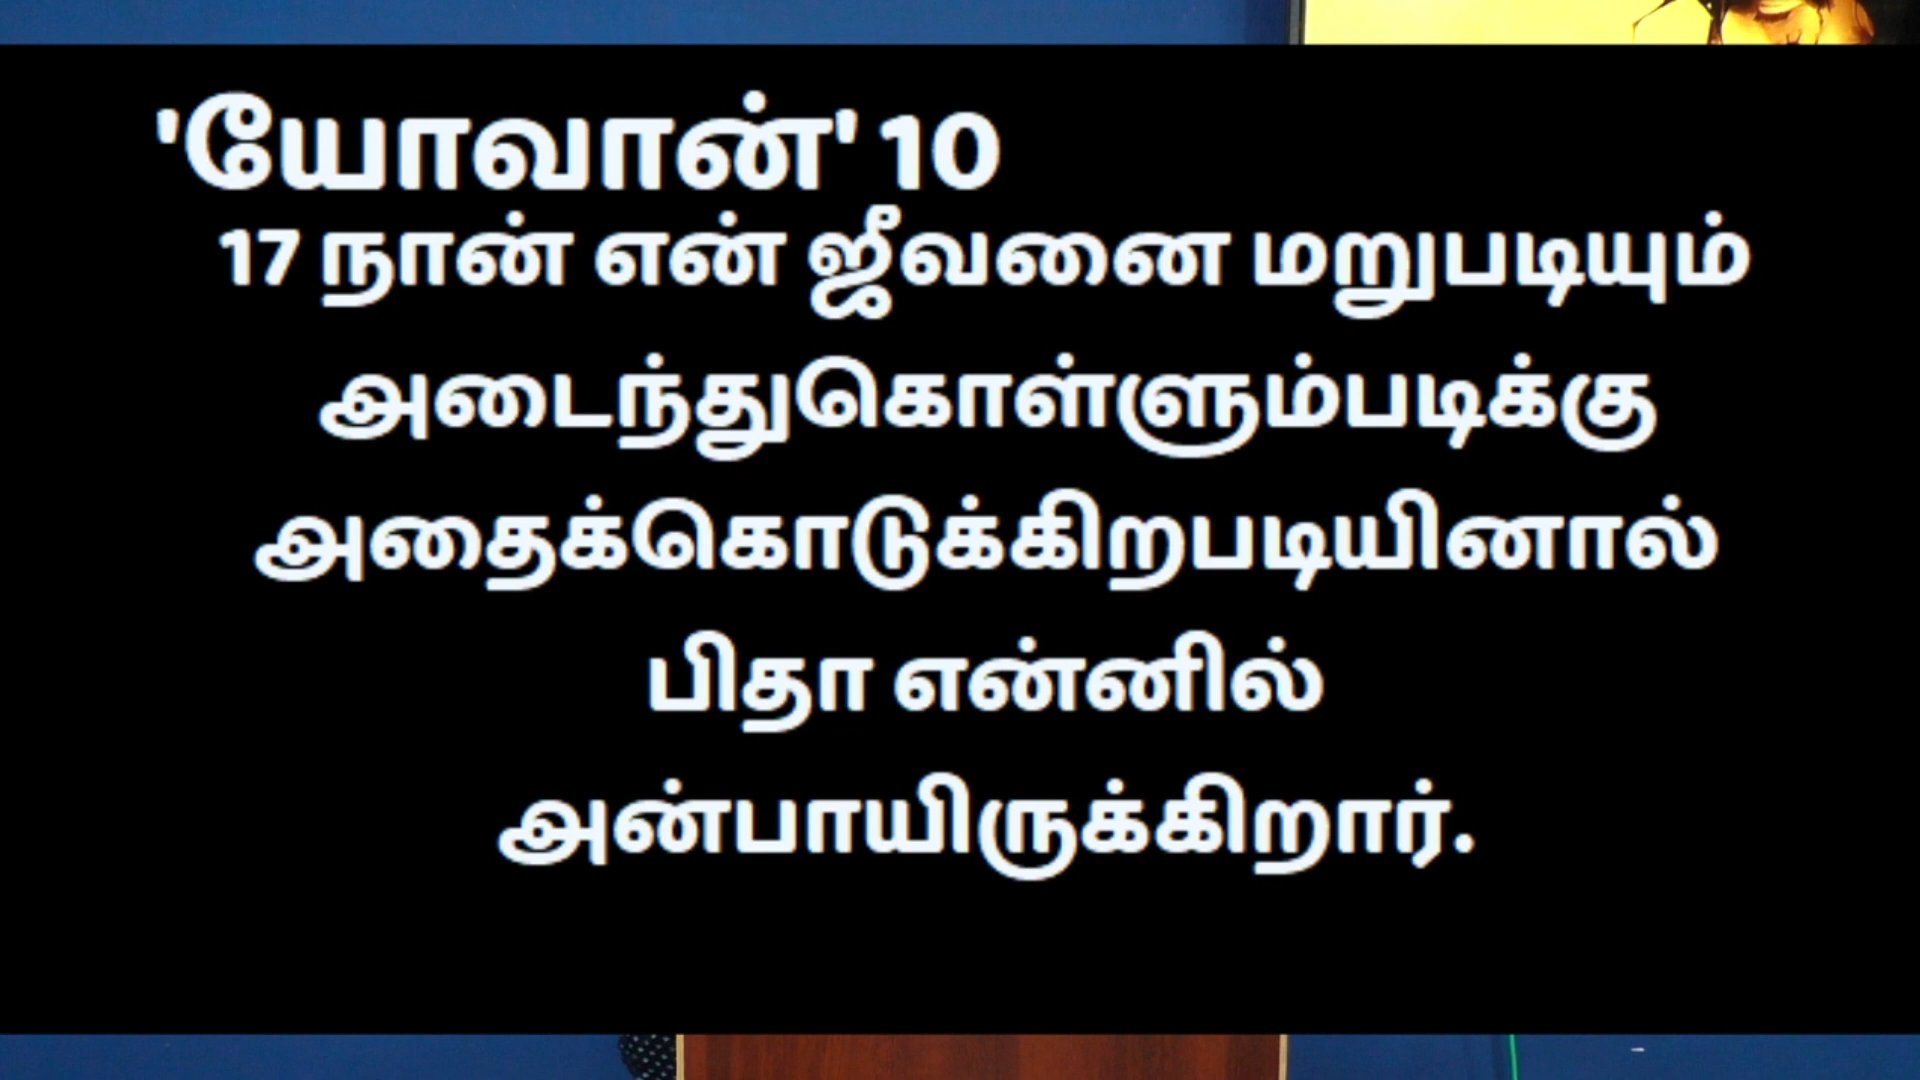 'யோவான்' 10
17 நான் என் ஜீவனை மறுபடியும்
அடைந்துகொள்ளும்படிக்கு
அதைக்கொடுக்கிறபடியினால்
பிதா என்னில்
அன்பாயிருக்கிறார்.